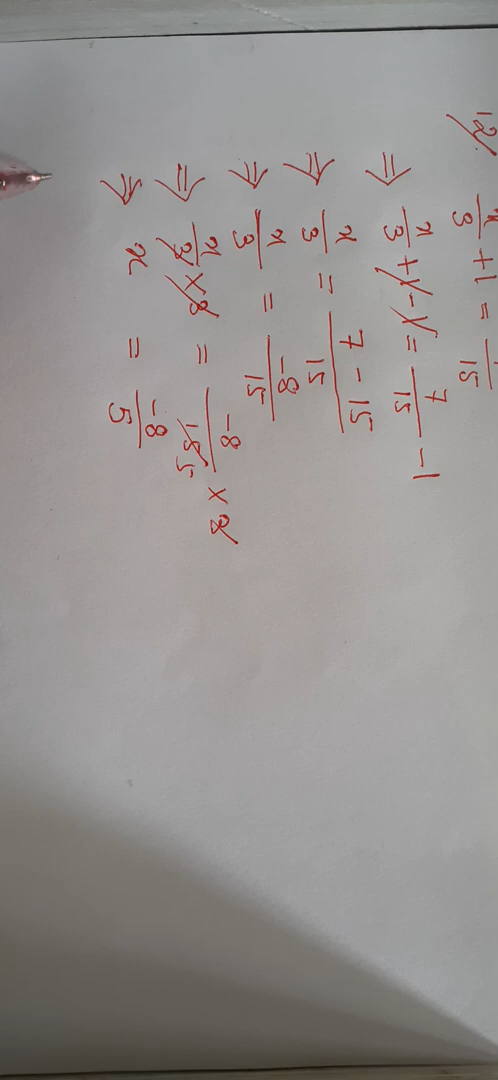 12/ x/3 + 1 = /15
⇒ x/3 + 1 - 1 = 7/15 - 1
⇒ x/3 = 7 - 15/15
⇒ x/3 = -8/15
⇒ x/3 × 3 = -8/15 5 × 3
⇒ x = -8/5